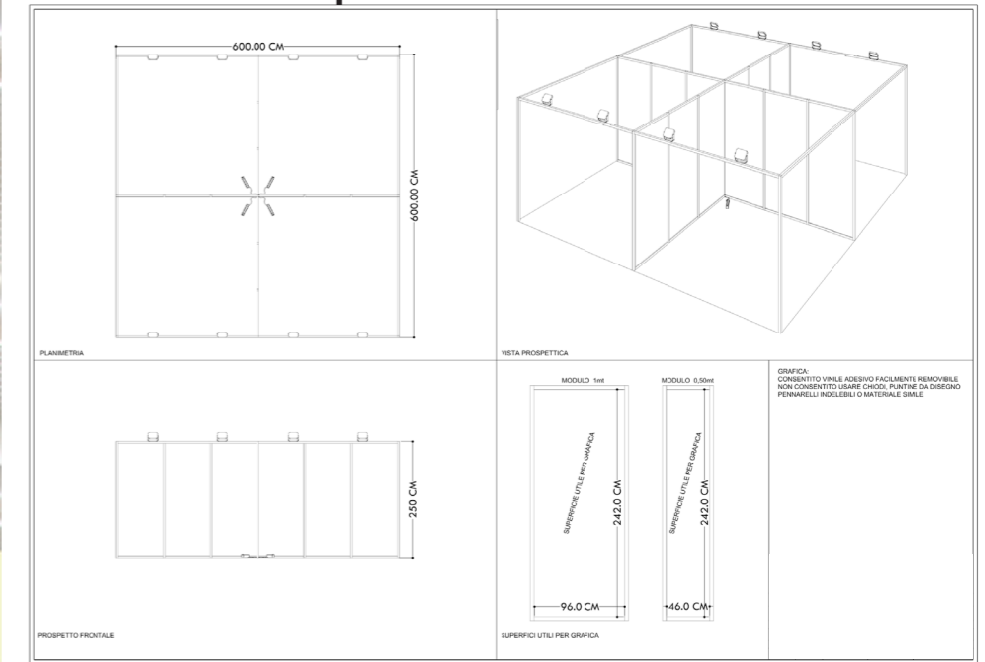 600.00 CM
600.00 CM
PLANIMETRIA
VISTA PROSPETTICA
250 CM
PROSPETTO FRONTALE
MODULO 1mt
MODULO 0,50mt
SUPERFICIE UTILE PER GRAFICA
242.0 CM
SUPERFICIE UTILE PER GRAFICA
242.0 CM
96.0 CM
46.0 CM
SUPERFICI UTILI PER GRAFICA
GRAFICA:
CONSENTITO VINILE ADESIVO FACILMENTE REMOVIBILE
NON CONSENTITO USARE CHIODI, PUNTINE DA DISEGNO
PENNARELLI INDELEBILI O MATERIALE SIMILE